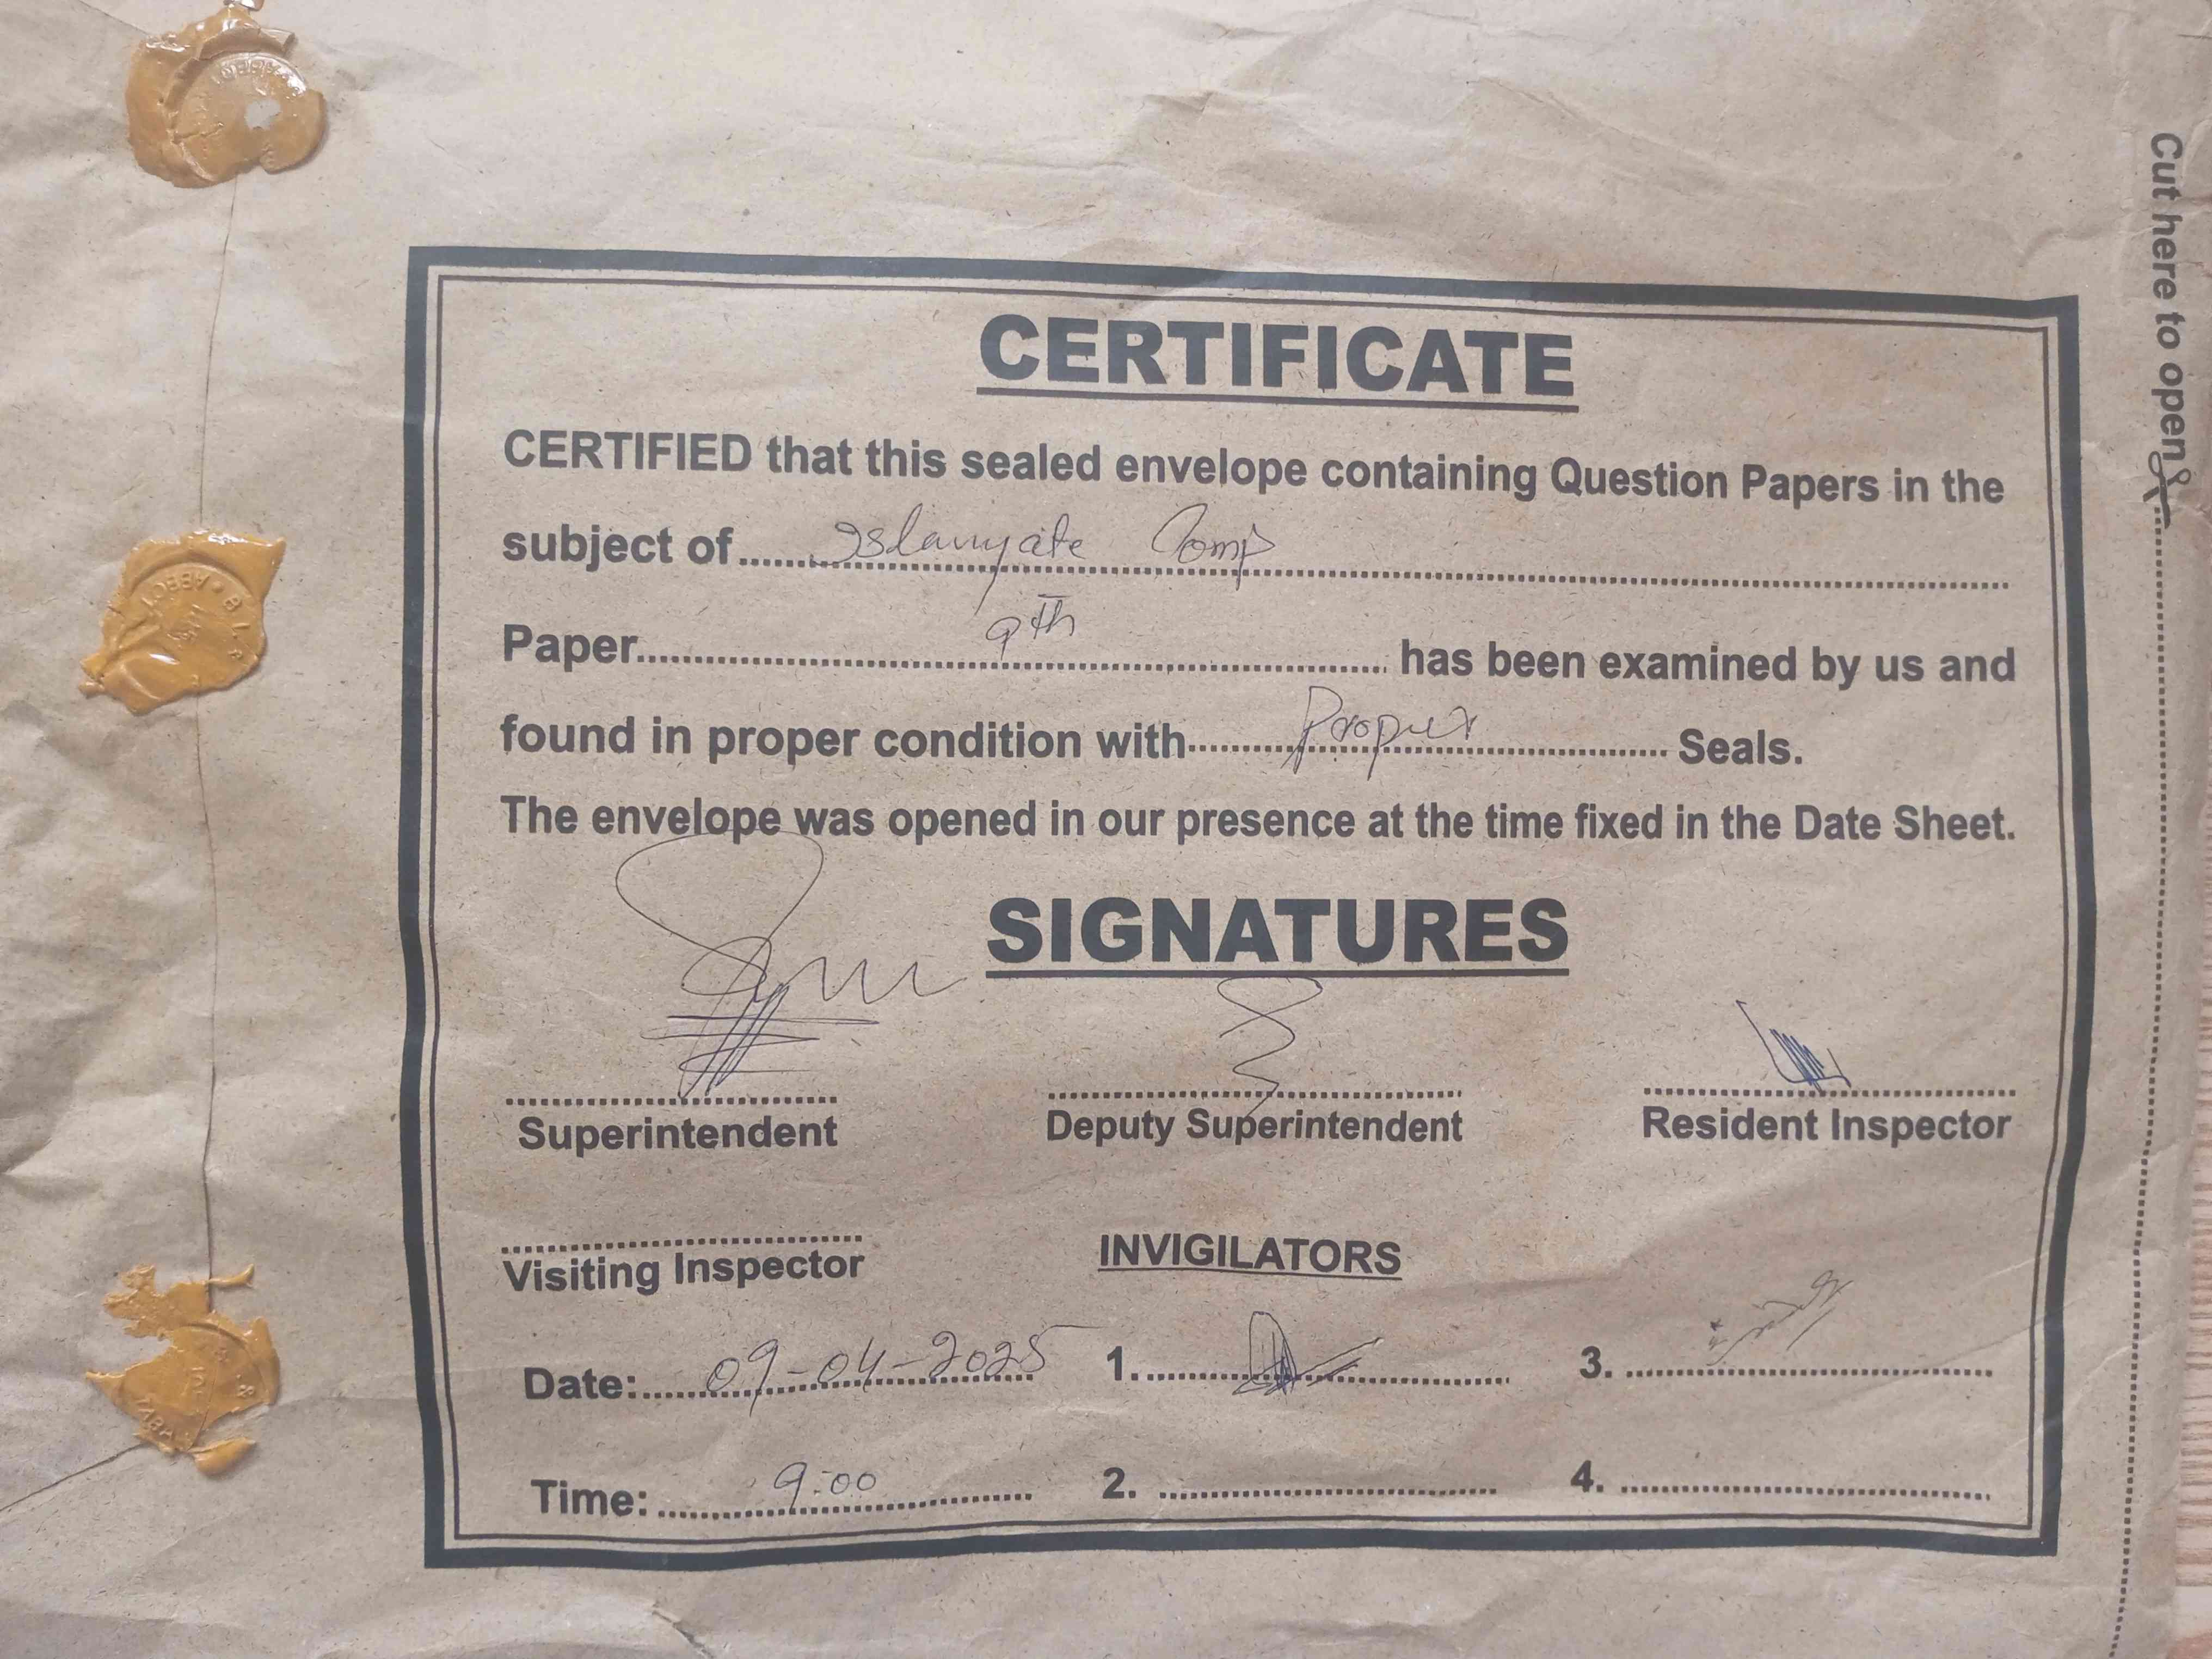 Cut here to open
CERTIFICATE
CERTIFIED that this sealed envelope containing Question Papers in the
subject of Islamyate Comp
Paper 9th has been examined by us and
found in proper condition with Proper Seals.
The envelope was opened in our presence at the time fixed in the Date Sheet.
SIGNATURES
Superintendent Deputy Superintendent Resident Inspector
Visiting Inspector INVIGILATORS
Date: 09-04-2025 1. 3.
Time: 9:00 2. 4.